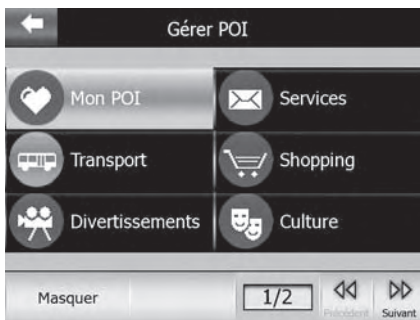 Gérer POI
Mon POI Services
Transport Shopping
Divertissements Culture
Masquer 1/2 Précédent Suivant